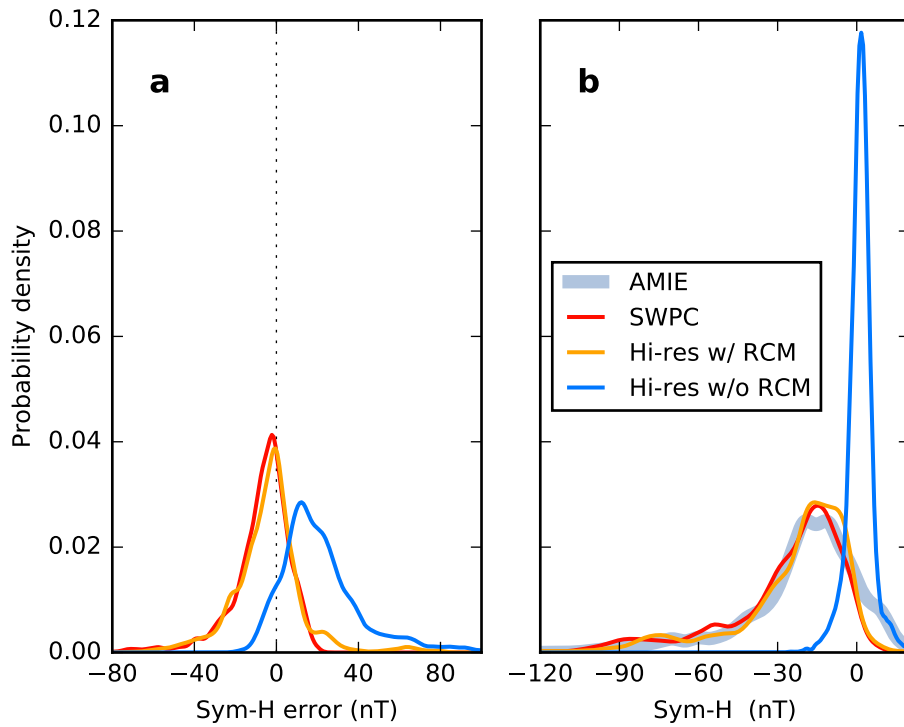 0.12
0.10
0.08
0.06
0.04
0.02
0.00
Probability density
a
−80 −40 0 40 80
Sym-H error (nT)
b
AMIE
SWPC
Hi-res w/ RCM
Hi-res w/o RCM
−120 −90 −60 −30 0
Sym-H (nT)